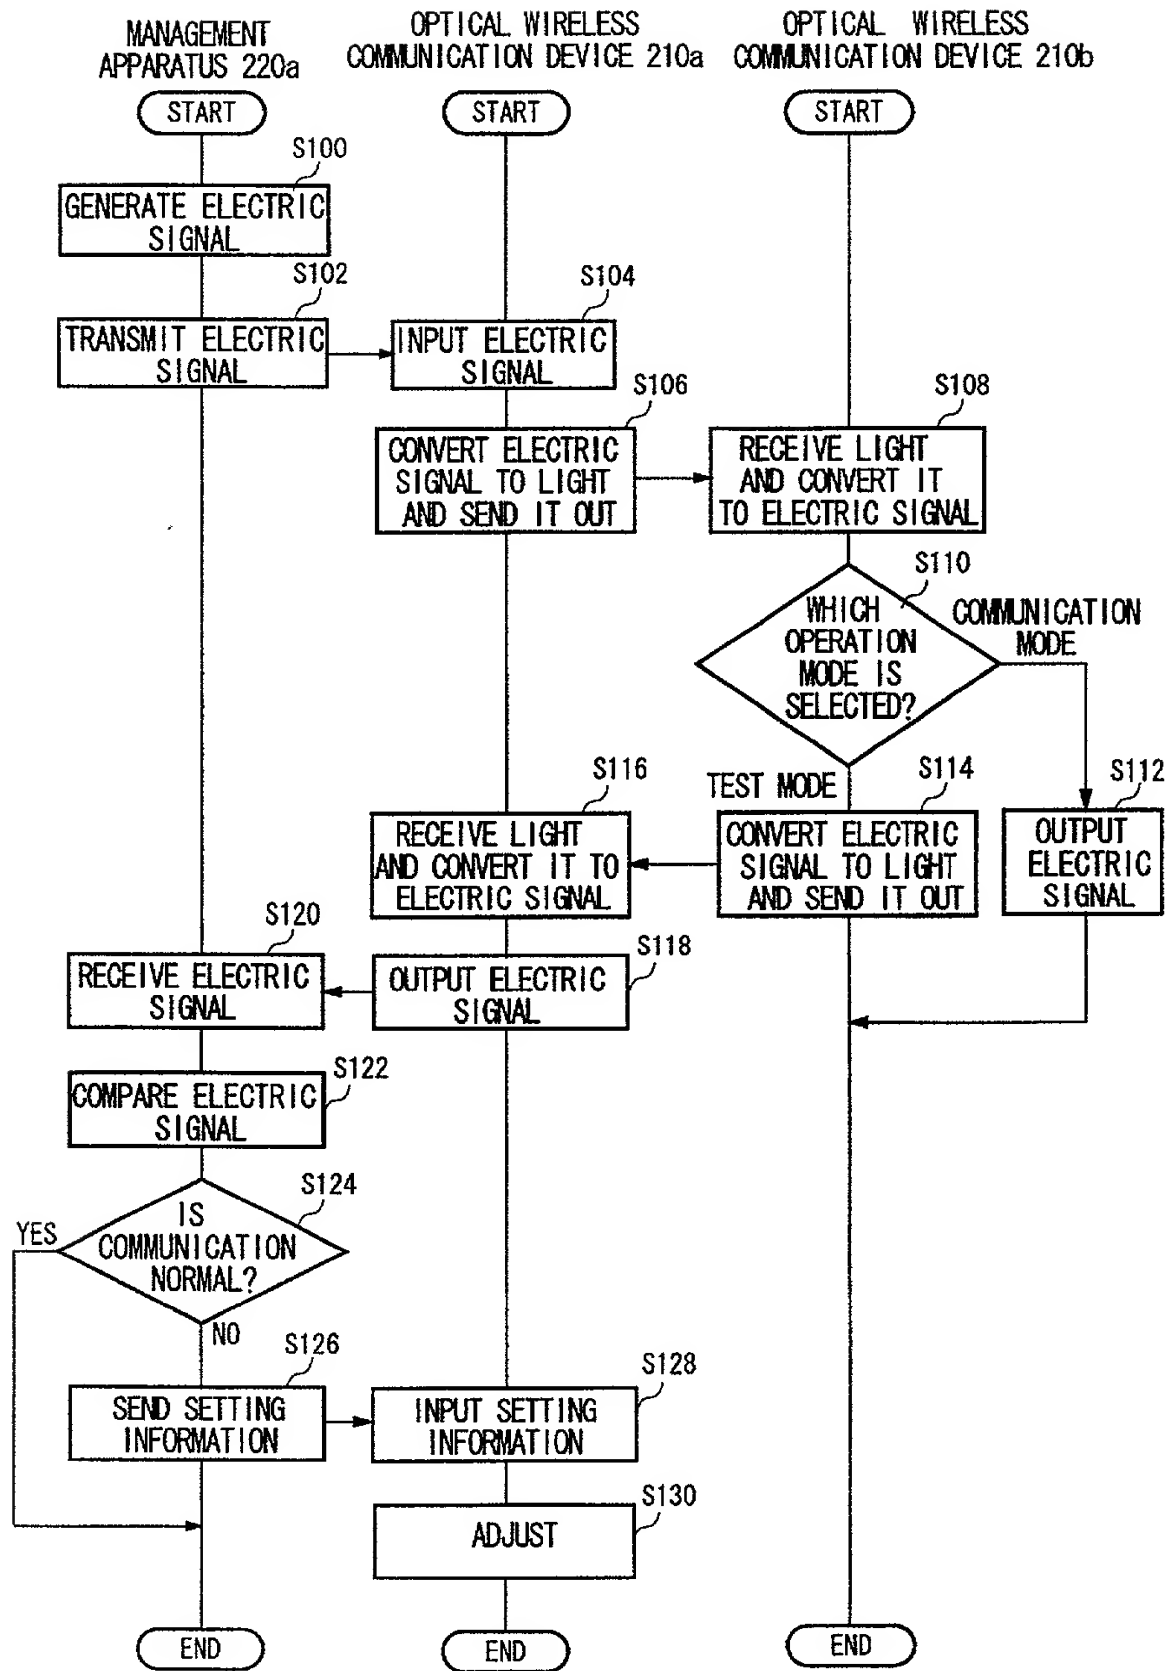 MANAGEMENT
APPARATUS 220a
OPTICAL WIRELESS
COMMUNICATION DEVICE 210a
OPTICAL WIRELESS
COMMUNICATION DEVICE 210b
START
START
START
S100
GENERATE ELECTRIC
SIGNAL
S102
TRANSMIT ELECTRIC
SIGNAL
S104
INPUT ELECTRIC
SIGNAL
S106
CONVERT ELECTRIC
SIGNAL TO LIGHT
AND SEND IT OUT
S108
RECEIVE LIGHT
AND CONVERT IT
TO ELECTRIC SIGNAL
S110
WHICH
OPERATION
MODE IS
SELECTED?
COMMUNICATION
MODE
TEST MODE
S112
OUTPUT
ELECTRIC
SIGNAL
S114
CONVERT ELECTRIC
SIGNAL TO LIGHT
AND SEND IT OUT
S116
RECEIVE LIGHT
AND CONVERT IT TO
ELECTRIC SIGNAL
S118
OUTPUT ELECTRIC
SIGNAL
S120
RECEIVE ELECTRIC
SIGNAL
S122
COMPARE ELECTRIC
SIGNAL
S124
IS
COMMUNICATION
NORMAL?
YES
NO
S126
SEND SETTING
INFORMATION
S128
INPUT SETTING
INFORMATION
S130
ADJUST
END
END
END